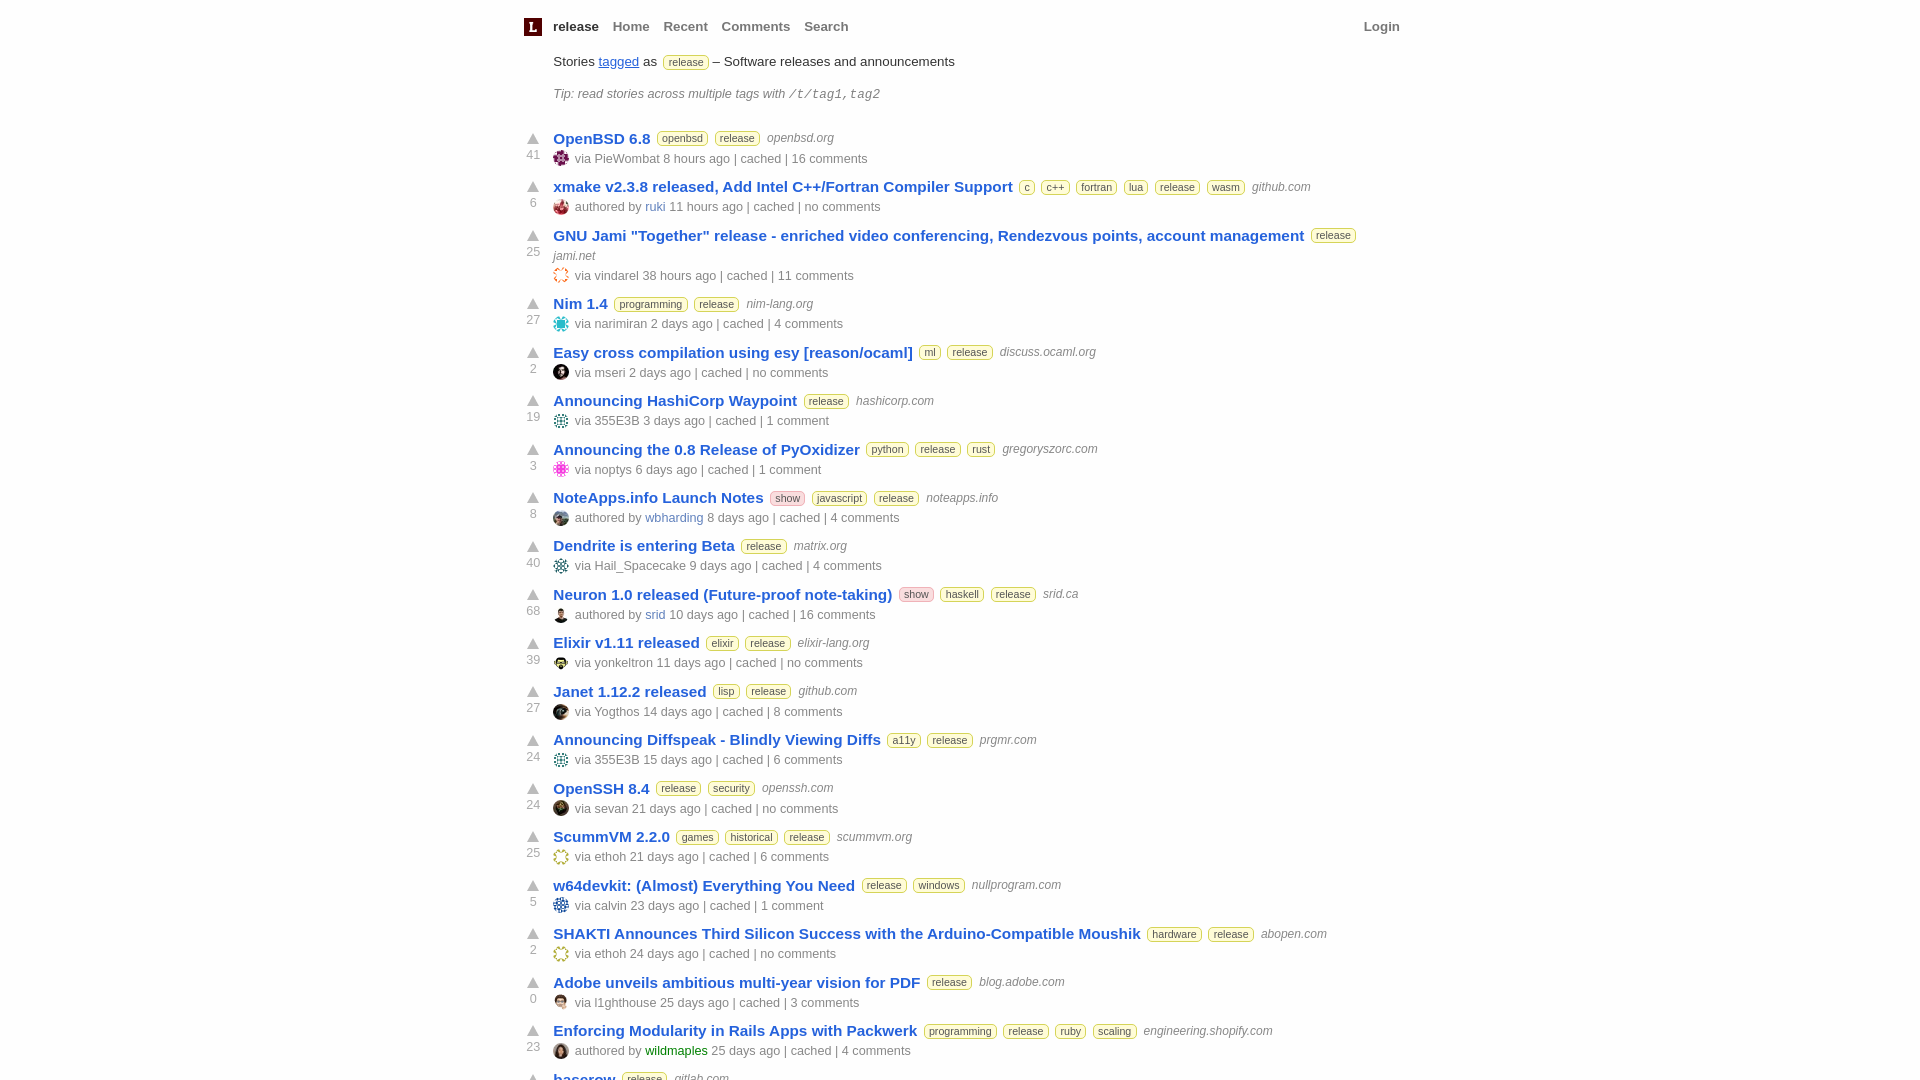 L release Home Recent Comments Search Login
Stories tagged as release – Software releases and announcements
Tip: read stories across multiple tags with /t/tag1,tag2
OpenBSD 6.8 openbsd release openbsd.org
41 via PieWombat 8 hours ago | cached | 16 comments
xmake v2.3.8 released, Add Intel C++/Fortran Compiler Support c c++ fortran lua release wasm github.com
6 authored by ruki 11 hours ago | cached | no comments
GNU Jami "Together" release - enriched video conferencing, Rendezvous points, account management release
25 jami.net
via vindarel 38 hours ago | cached | 11 comments
Nim 1.4 programming release nim-lang.org
27 via narimiran 2 days ago | cached | 4 comments
Easy cross compilation using esy [reason/ocaml] ml release discuss.ocaml.org
2 via mseri 2 days ago | cached | no comments
Announcing HashiCorp Waypoint release hashicorp.com
19 via 355E3B 3 days ago | cached | 1 comment
Announcing the 0.8 Release of PyOxidizer python release rust gregoryszorc.com
3 via noptys 6 days ago | cached | 1 comment
NoteApps.info Launch Notes show javascript release noteapps.info
8 authored by wbharding 8 days ago | cached | 4 comments
Dendrite is entering Beta release matrix.org
40 via Hail_Spacecake 9 days ago | cached | 4 comments
Neuron 1.0 released (Future-proof note-taking) show haskell release srid.ca
68 authored by srid 10 days ago | cached | 16 comments
Elixir v1.11 released elixir release elixir-lang.org
39 via yonkeltron 11 days ago | cached | no comments
Janet 1.12.2 released lisp release github.com
27 via Yogthos 14 days ago | cached | 8 comments
Announcing Diffspeak - Blindly Viewing Diffs a11y release prgmr.com
24 via 355E3B 15 days ago | cached | 6 comments
OpenSSH 8.4 release security openssh.com
24 via sevan 21 days ago | cached | no comments
ScummVM 2.2.0 games historical release scummvm.org
25 via ethoh 21 days ago | cached | 6 comments
w64devkit: (Almost) Everything You Need release windows nullprogram.com
5 via calvin 23 days ago | cached | 1 comment
SHAKTI Announces Third Silicon Success with the Arduino-Compatible Moushik hardware release abopen.com
2 via ethoh 24 days ago | cached | no comments
Adobe unveils ambitious multi-year vision for PDF release blog.adobe.com
0 via l1ghthouse 25 days ago | cached | 3 comments
Enforcing Modularity in Rails Apps with Packwerk programming release ruby scaling engineering.shopify.com
23 authored by wildmaples 25 days ago | cached | 4 comments
baserow release gitlab.com